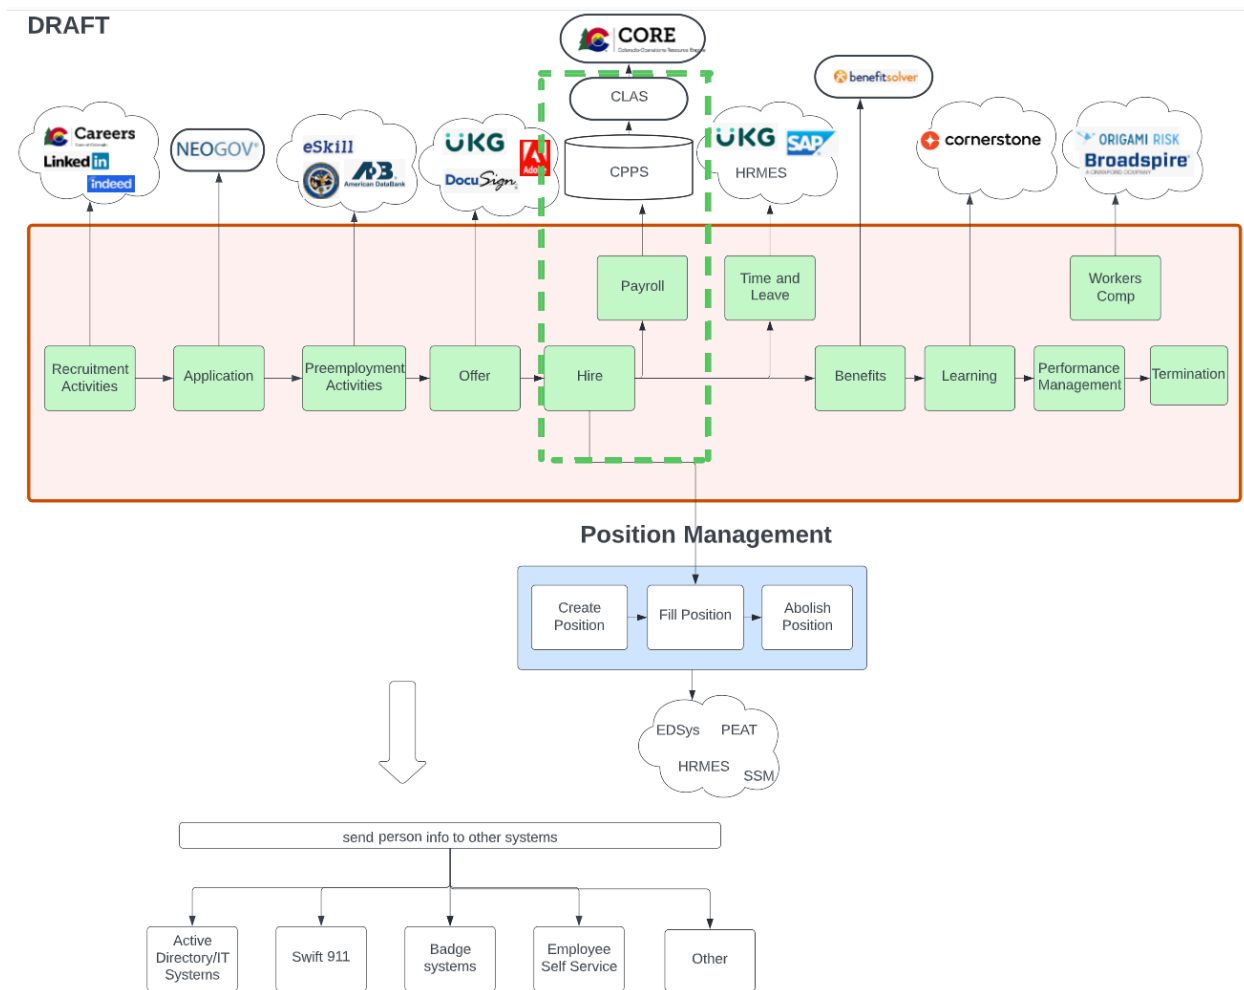 DRAFT
CORE
Colorado Operations Resource Engine
CLAS
CPPS
benefitsolver
Careers
State of Colorado
Linked in
indeed
NEOGOV
eSkill
ADB
American DataBank
UKG
Adobe
DocuSign
UKG
SAP
HRMES
cornerstone
ORIGAMI RISK
Broadspire
A CRAWFORD COMPANY
Payroll
Time and
Leave
Workers
Comp
Recruitment
Activities
Application
Preemployment
Activities
Offer
Hire
Benefits
Learning
Performance
Management
Termination
Position Management
Create
Position
Fill Position
Abolish
Position
EDSys
PEAT
HRMES
SSM
send person info to other systems
Active
Directory/IT
Systems
Swift 911
Badge
systems
Employee
Self Service
Other